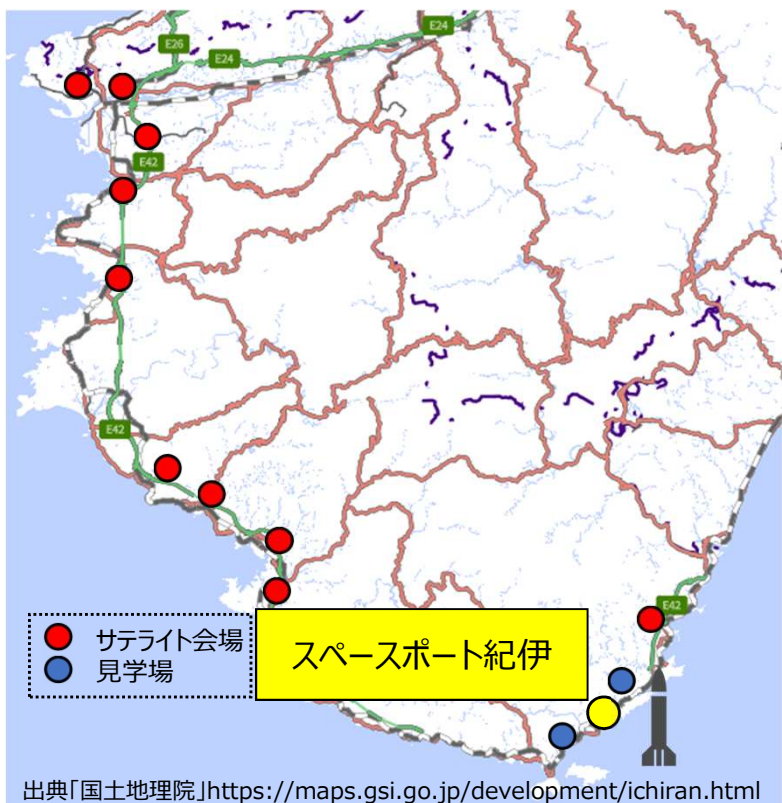 E26
E24
E24
E42
E42
E42
サテライト会場
見学場
スペースポート紀伊
出典「国土地理院」https://maps.gsi.go.jp/development/ichiran.html